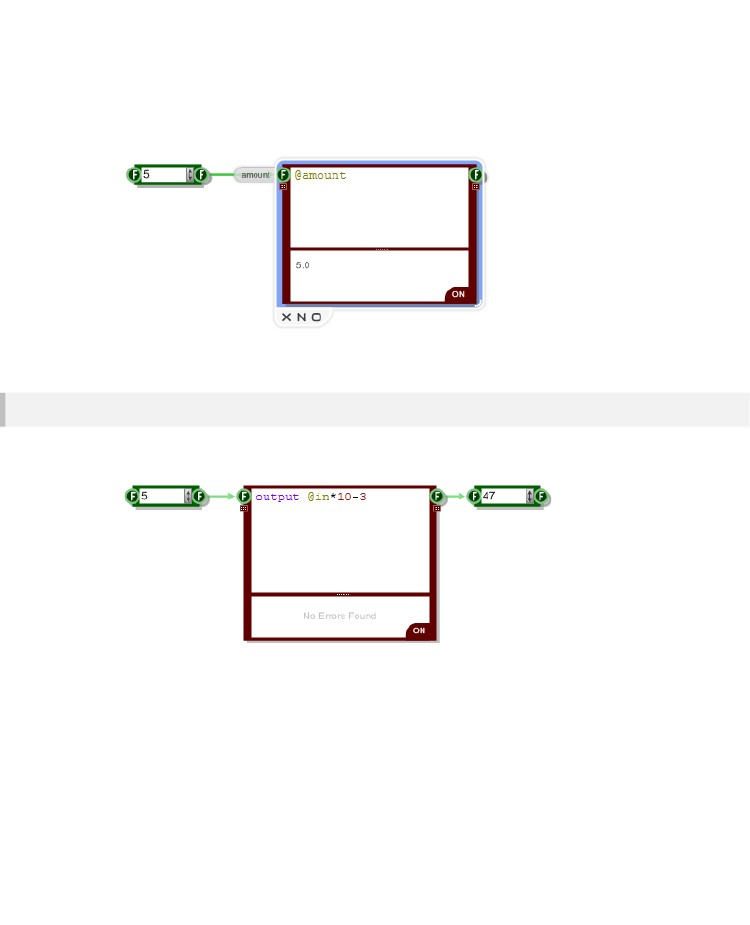 F 5 F amount F @amount F
5.0
ON
X N O
F 5 F F output @in*10-3 F F 47 F
No Errors Found
ON